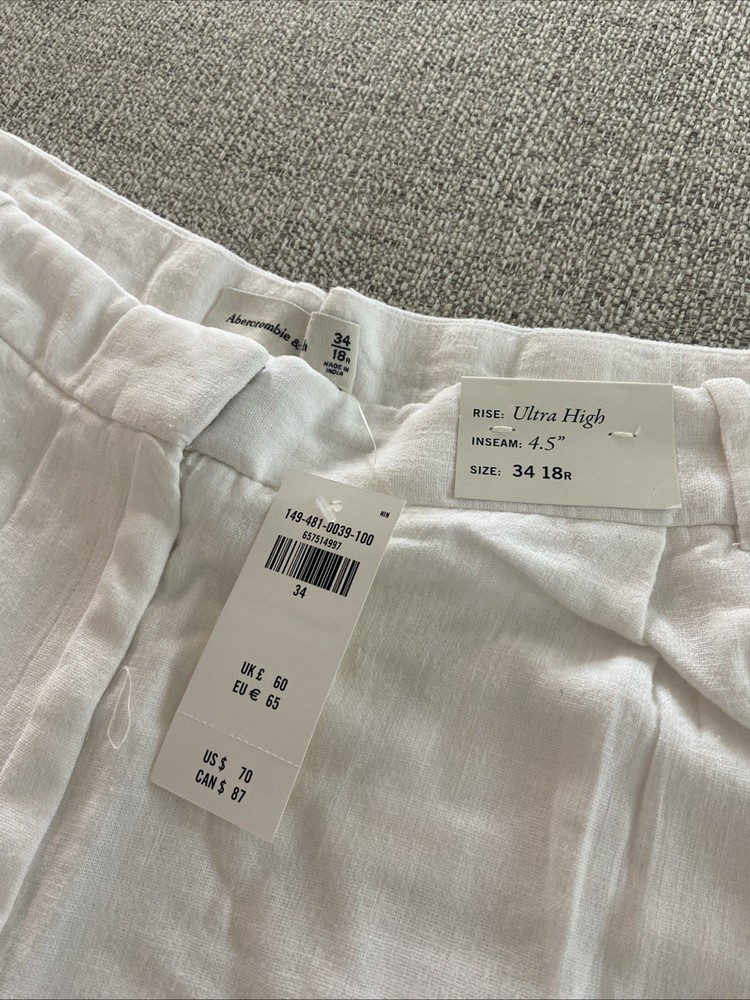 Abercrombie &
34
18R
MADE IN
INDIA
RISE: Ultra High
INSEAM: 4.5”
SIZE: 34 18R
NIN
149-481-0039-100
657514997
34
UK £ 60
EU € 65
US $ 70
CAN $ 87